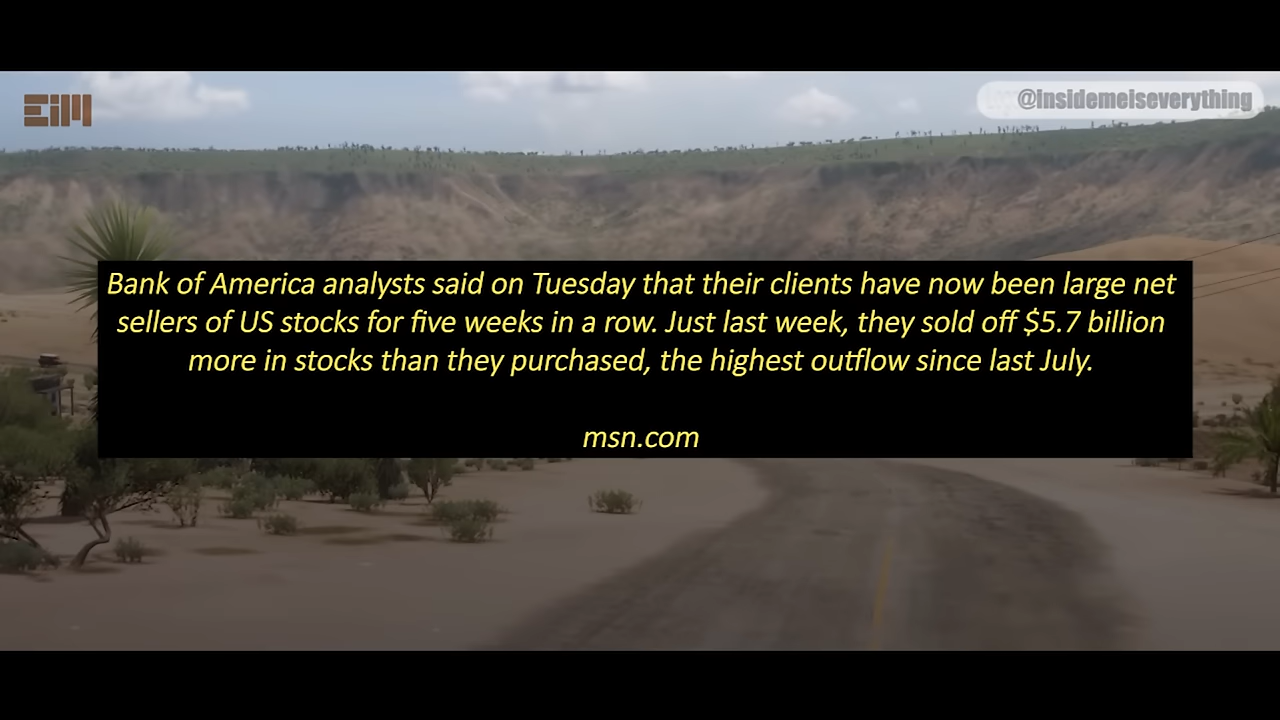 EiM
@insidemeiseverything
Bank of America analysts said on Tuesday that their clients have now been large net
sellers of US stocks for five weeks in a row. Just last week, they sold off $5.7 billion
more in stocks than they purchased, the highest outflow since last July.
msn.com